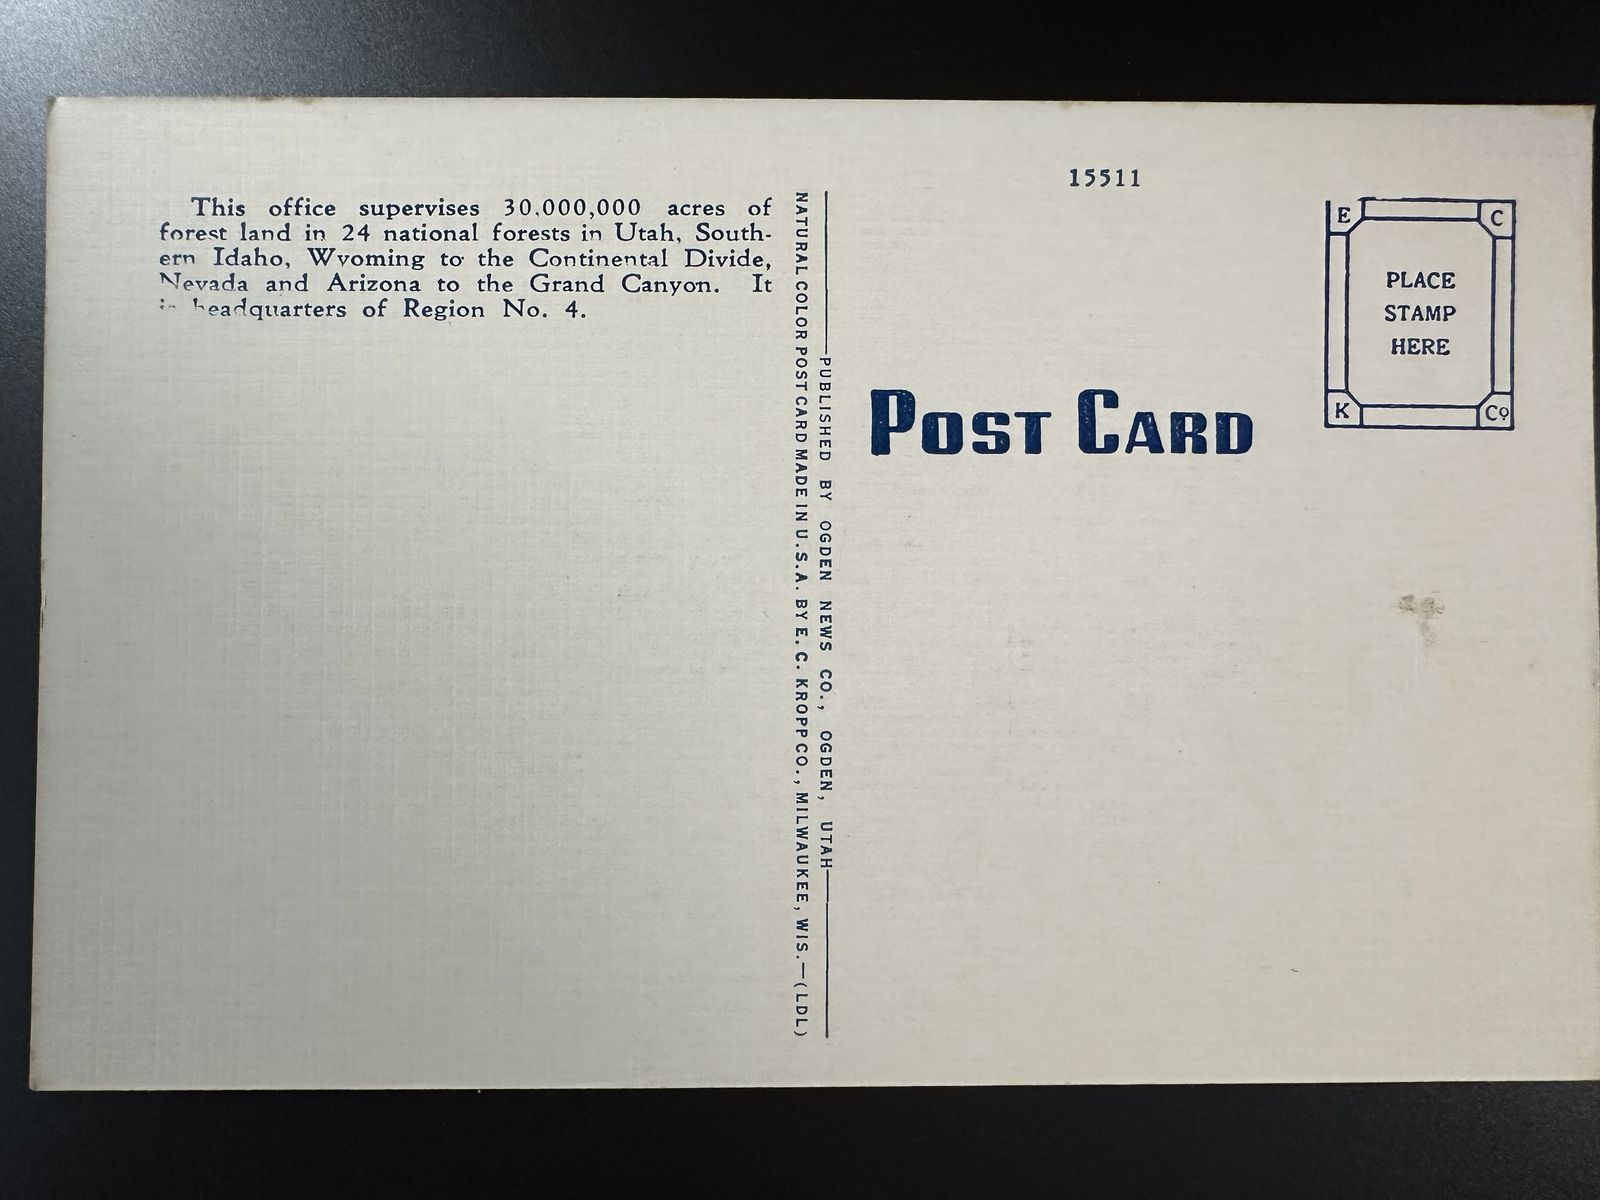 This office supervises 30,000,000 acres of
forest land in 24 national forests in Utah, South-
ern Idaho, Wyoming to the Continental Divide,
Nevada and Arizona to the Grand Canyon. It
is headquarters of Region No. 4.
NATURAL COLOR POST CARD MADE IN U.S.A. BY E. C. KROPP CO., MILWAUKEE, WIS.—(LDL)
PUBLISHED BY OGDEN NEWS CO., OGDEN, UTAH
15511
POST CARD
E C
PLACE
STAMP
HERE
K Co